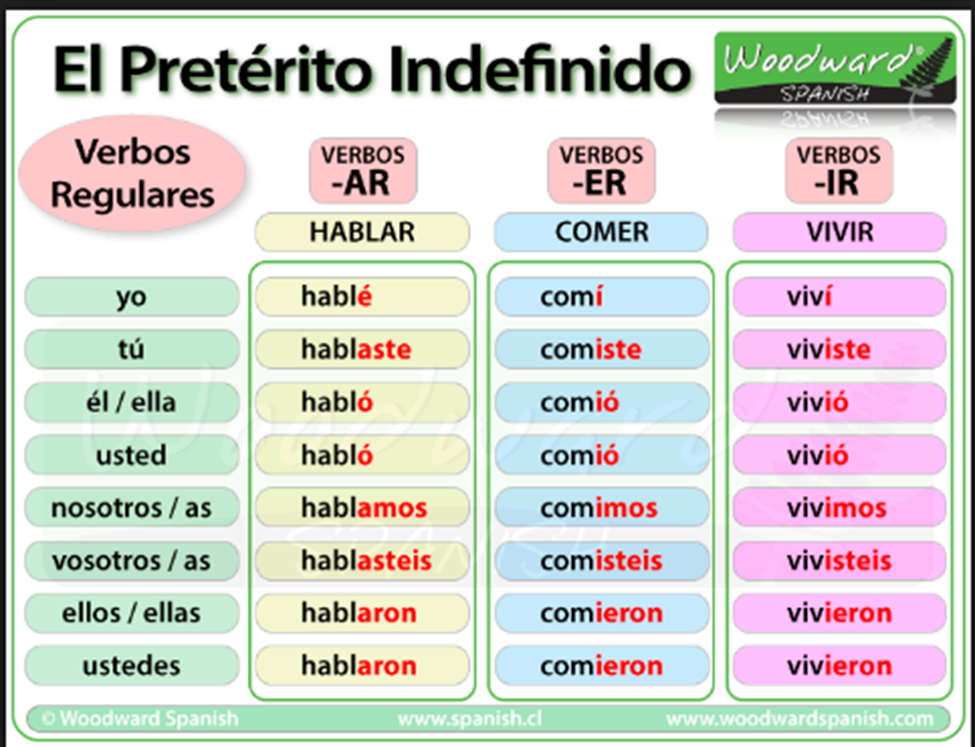 El Pretérito Indefinido
Woodward®
SPANISH
Verbos
Regulares
VERBOS
-AR
VERBOS
-ER
VERBOS
-IR
HABLAR COMER VIVIR
yo hablé comí viví
tú hablaste comiste viviste
él / ella habló comió vivió
usted habló comió vivió
nosotros / as hablamos comimos vivimos
vosotros / as hablasteis comisteis vivisteis
ellos / ellas hablaron comieron vivieron
ustedes hablaron comieron vivieron
Woodward
SPANISH
© Woodward Spanish www.spanish.cl www.woodwardspanish.com